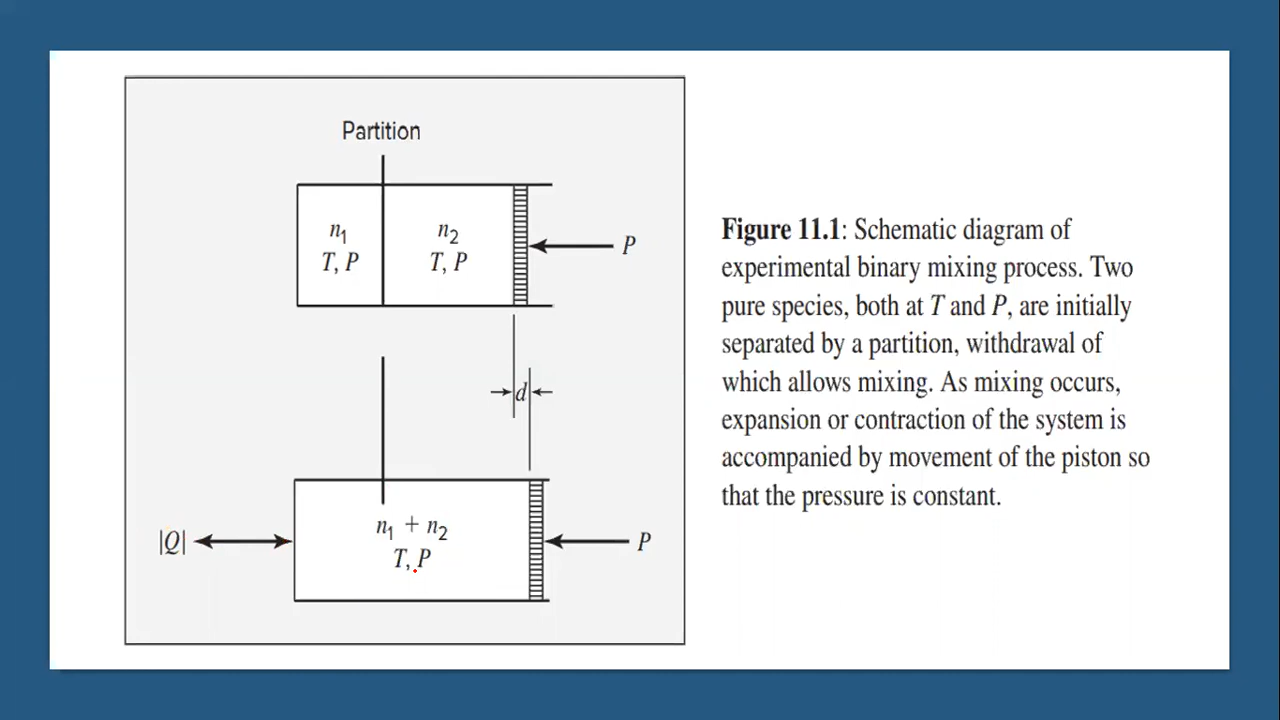 Partition
n1
T, P
n2
T, P
P
d
|Q|
n1 + n2
T, P
P
Figure 11.1: Schematic diagram of
experimental binary mixing process. Two
pure species, both at T and P, are initially
separated by a partition, withdrawal of
which allows mixing. As mixing occurs,
expansion or contraction of the system is
accompanied by movement of the piston so
that the pressure is constant.